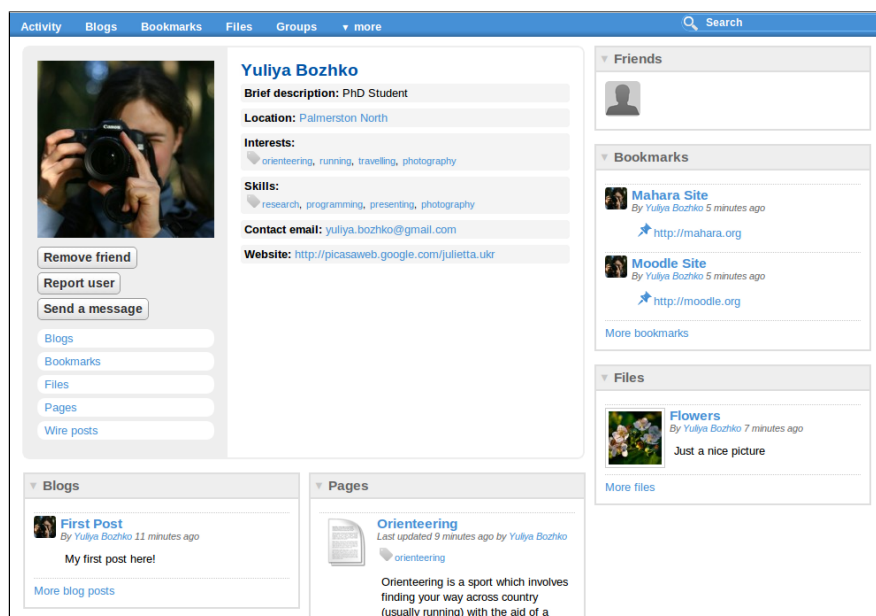 Activity Blogs Bookmarks Files Groups ▼ more Search
Yuliya Bozhko
Brief description: PhD Student
Location: Palmerston North
Interests:
orienteering, running, travelling, photography
Skills:
research, programming, presenting, photography
Contact email: yuliya.bozhko@gmail.com
Website: http://picasaweb.google.com/julietta.ukr
Canon
Remove friend
Report user
Send a message
Blogs
Bookmarks
Files
Pages
Wire posts
Friends
Bookmarks
Mahara Site
By Yuliya Bozhko 5 minutes ago
http://mahara.org
Moodle Site
By Yuliya Bozhko 5 minutes ago
http://moodle.org
More bookmarks
Files
Flowers
By Yuliya Bozhko 7 minutes ago
Just a nice picture
More files
Blogs
First Post
By Yuliya Bozhko 11 minutes ago
My first post here!
More blog posts
Pages
Orienteering
Last updated 9 minutes ago by Yuliya Bozhko
orienteering
Orienteering is a sport which involves
finding your way across country
(usually running) with the aid of a